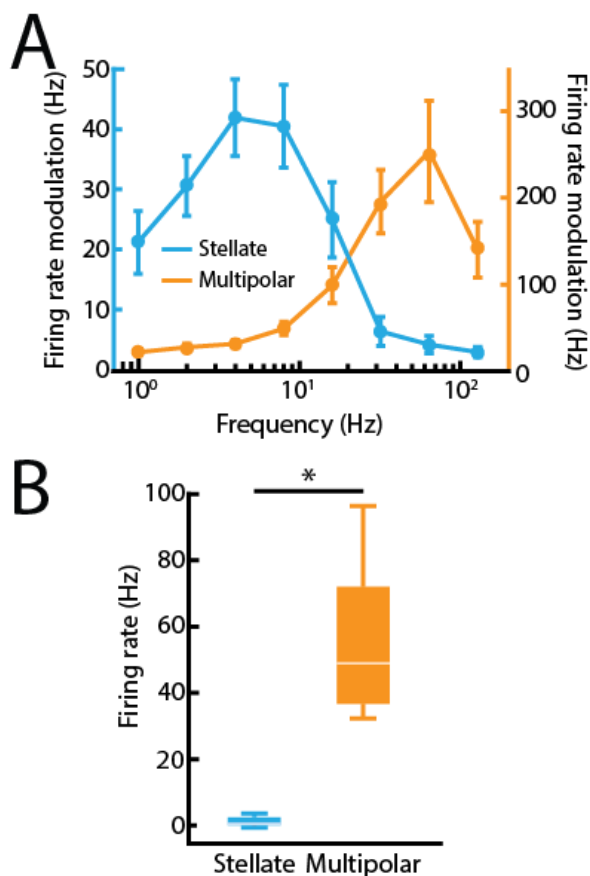 A
Firing rate modulation (Hz)
50
40
30
20
10
0
Stellate
Multipolar
300
200
100
0
Firing rate modulation (Hz)
10⁰
10¹
10²
Frequency (Hz)
B
*
Firing rate (Hz)
100
80
60
40
20
0
Stellate Multipolar